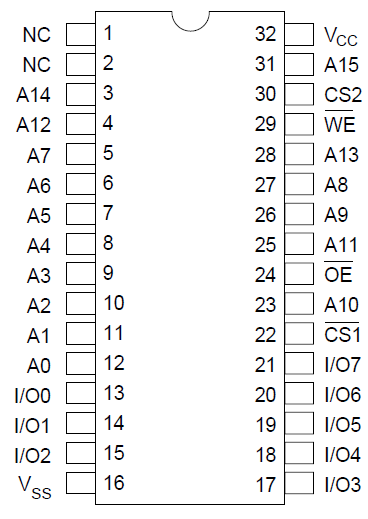 NC 1 32 VCC
NC 2 31 A15
A14 3 30 CS2
A12 4 29 W̅E̅
A7 5 28 A13
A6 6 27 A8
A5 7 26 A9
A4 8 25 A11
A3 9 24 O̅E̅
A2 10 23 A10
A1 11 22 C̅S̅1̅
A0 12 21 I/O7
I/O0 13 20 I/O6
I/O1 14 19 I/O5
I/O2 15 18 I/O4
VSS 16 17 I/O3